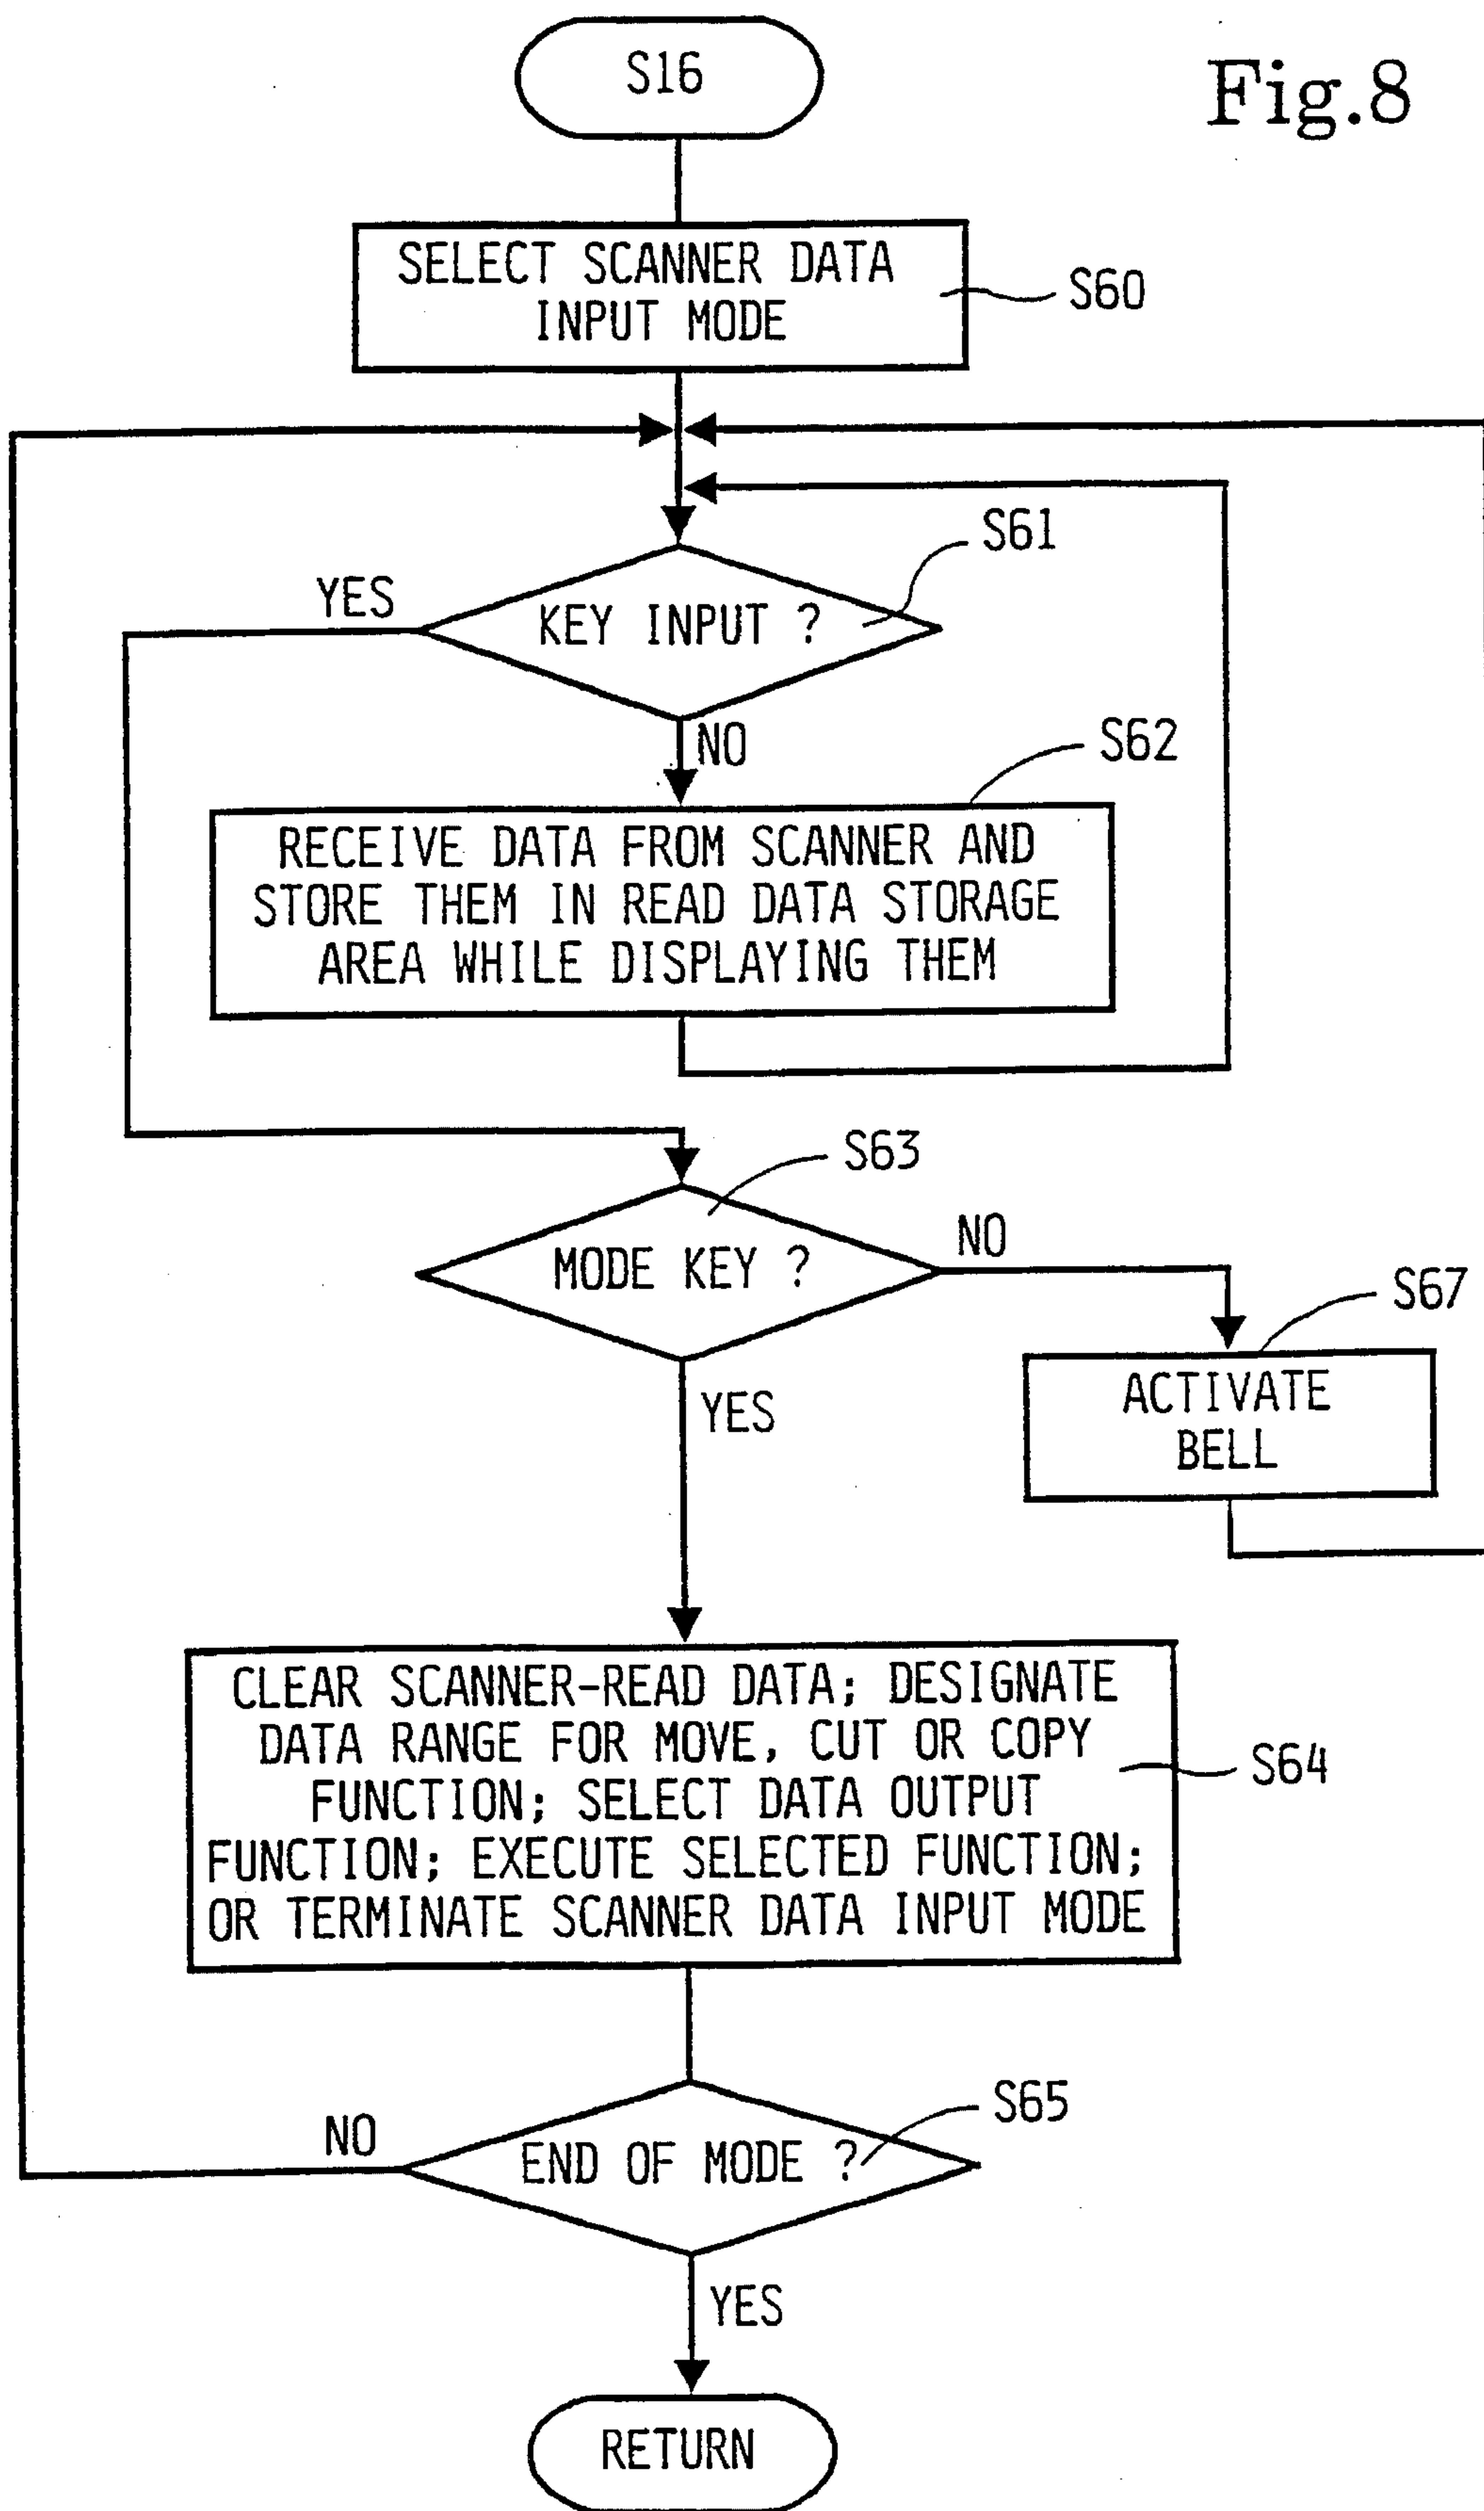 S16
Fig.8
SELECT SCANNER DATA
INPUT MODE
S60
S61
YES
KEY INPUT ?
NO
S62
RECEIVE DATA FROM SCANNER AND
STORE THEM IN READ DATA STORAGE
AREA WHILE DISPLAYING THEM
S63
MODE KEY ?
NO
S67
YES
ACTIVATE
BELL
CLEAR SCANNER-READ DATA; DESIGNATE
DATA RANGE FOR MOVE, CUT OR COPY
FUNCTION; SELECT DATA OUTPUT
FUNCTION; EXECUTE SELECTED FUNCTION;
OR TERMINATE SCANNER DATA INPUT MODE
S64
S65
NO
END OF MODE ?
YES
RETURN